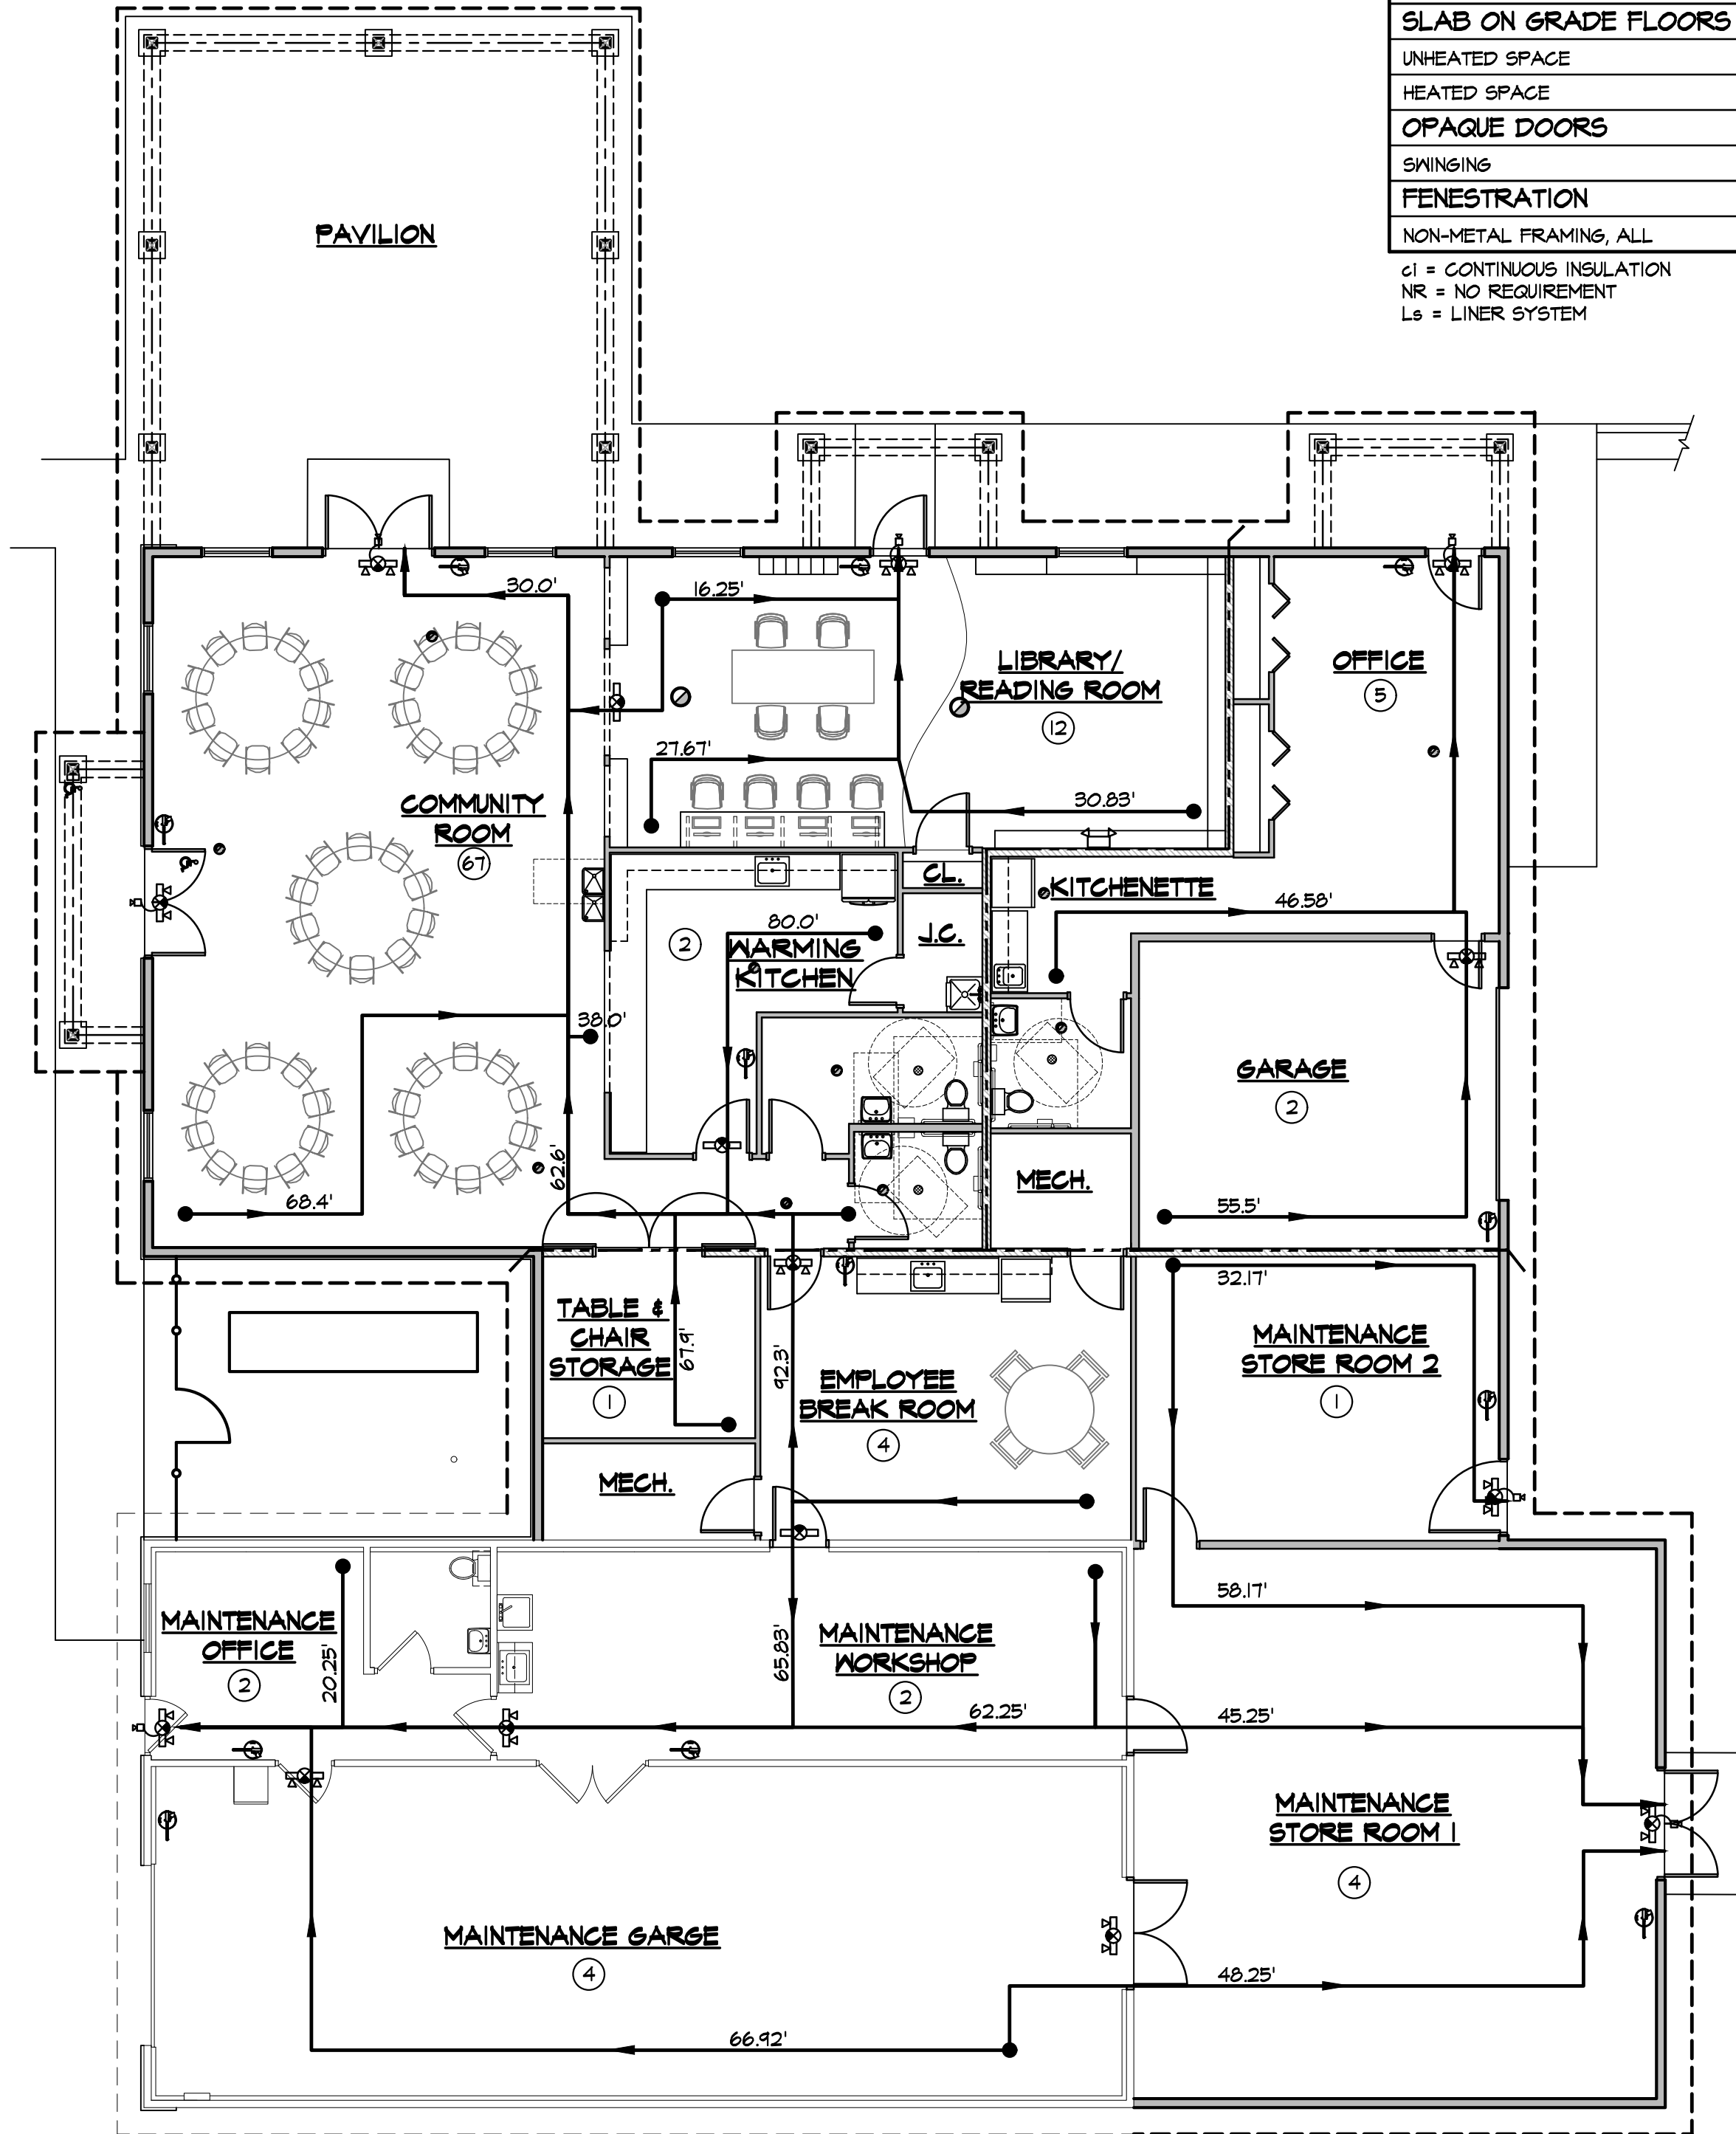 SLAB ON GRADE FLOORS
UNHEATED SPACE
HEATED SPACE
OPAQUE DOORS
SWINGING
FENESTRATION
NON-METAL FRAMING, ALL
ci = CONTINUOUS INSULATION
NR = NO REQUIREMENT
Ls = LINER SYSTEM
PAVILION
30.0'
16.25'
LIBRARY/
READING ROOM
12
OFFICE
5
27.67'
30.83'
COMMUNITY
ROOM
67
CL.
KITCHENETTE
46.58'
80.0'
2
WARMING
KITCHEN
J.C.
38.0'
GARAGE
2
62.6'
MECH.
68.4'
55.5'
32.17'
TABLE &
CHAIR
STORAGE
1
67.9'
92.3'
EMPLOYEE
BREAK ROOM
4
MAINTENANCE
STORE ROOM 2
1
MECH.
58.17'
MAINTENANCE
OFFICE
2
20.25'
65.83'
MAINTENANCE
WORKSHOP
2
62.25'
45.25'
MAINTENANCE
STORE ROOM 1
4
MAINTENANCE GARGE
4
48.25'
66.92'